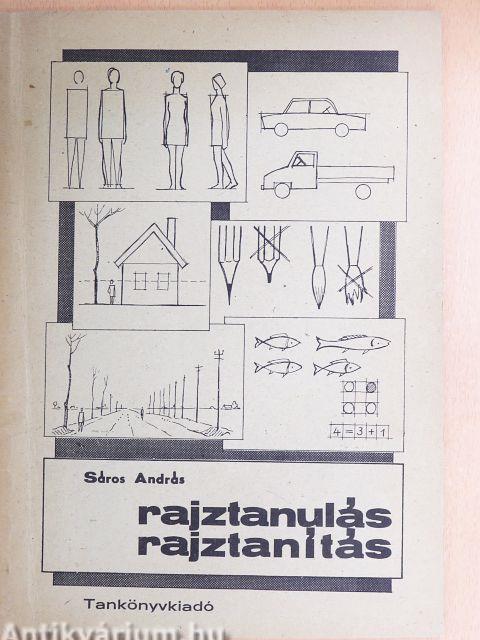 4=3+1
Sáros András
rajztanulás
rajztanítás
Tankönyvkiadó
Antikvárium.hu